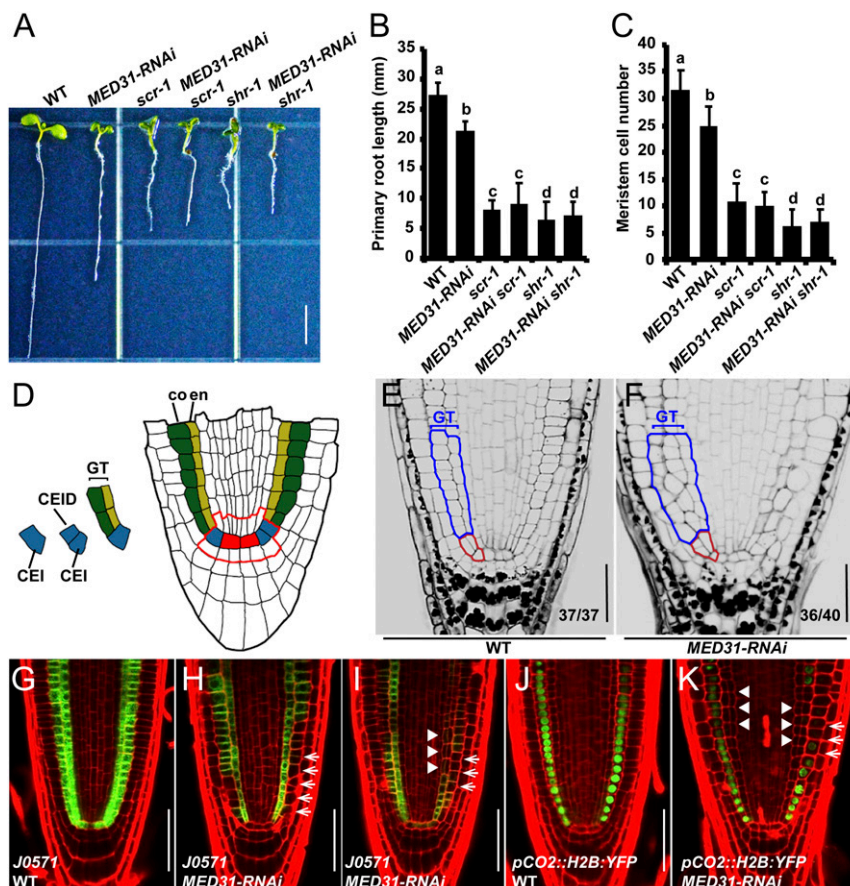 A
WT
MED31-RNAi
scr-1
MED31-RNAi
scr-1
shr-1
MED31-RNAi
shr-1
B
Primary root length (mm)
35
30
25
20
15
10
5
0
a
b
c
c
d
d
WT
MED31-RNAi
scr-1
MED31-RNAi scr-1
shr-1
MED31-RNAi shr-1
C
Meristem cell number
40
35
30
25
20
15
10
5
0
a
b
c
c
d
d
WT
MED31-RNAi
scr-1
MED31-RNAi scr-1
shr-1
MED31-RNAi shr-1
D
co en
GT
CEID
CEI
CEI
E
GT
37/37
WT
F
GT
36/40
MED31-RNAi
G
J0571
WT
H
J0571
MED31-RNAi
I
J0571
MED31-RNAi
J
pCO2::H2B:YFP
WT
K
pCO2::H2B:YFP
MED31-RNAi